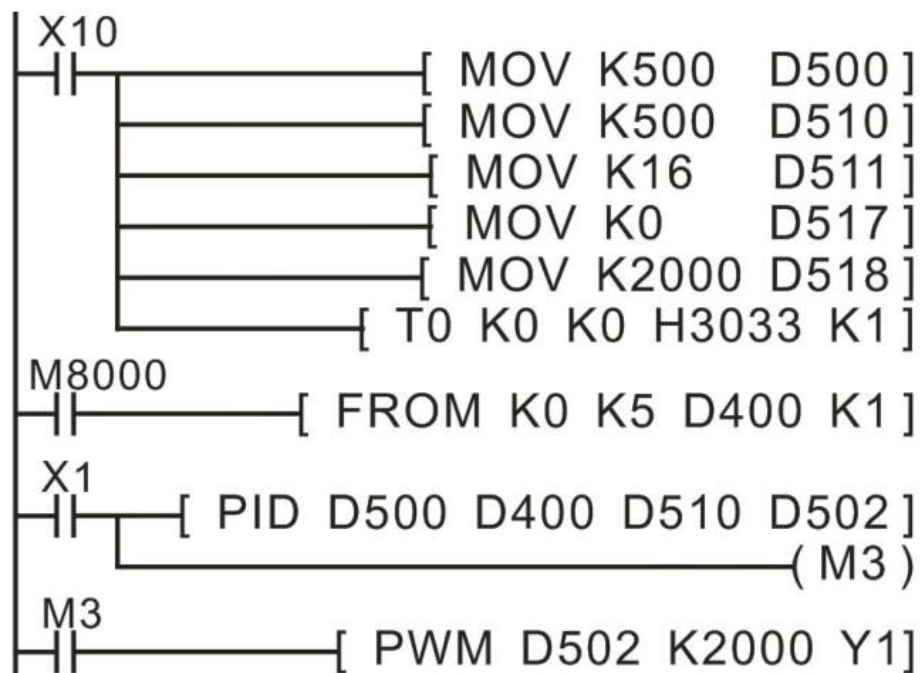 X10
[ MOV K500 D500 ]
[ MOV K500 D510 ]
[ MOV K16 D511 ]
[ MOV K0 D517 ]
[ MOV K2000 D518 ]
[ T0 K0 K0 H3033 K1 ]
M8000
[ FROM K0 K5 D400 K1 ]
X1
[ PID D500 D400 D510 D502 ]
( M3 )
M3
[ PWM D502 K2000 Y1]